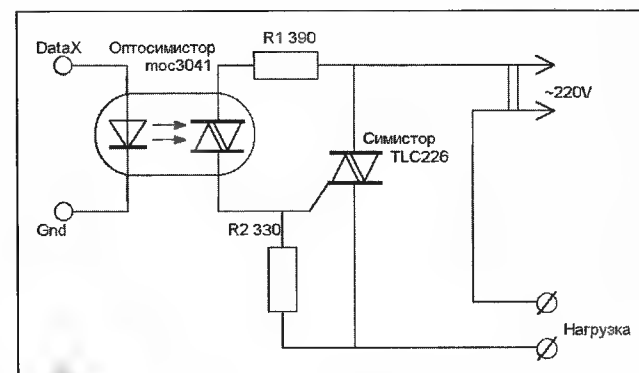 R1 390
DataX
Оптосимистор
moc3041
~220V
Симистор
TLC226
Gnd
R2 330
Нагрузка